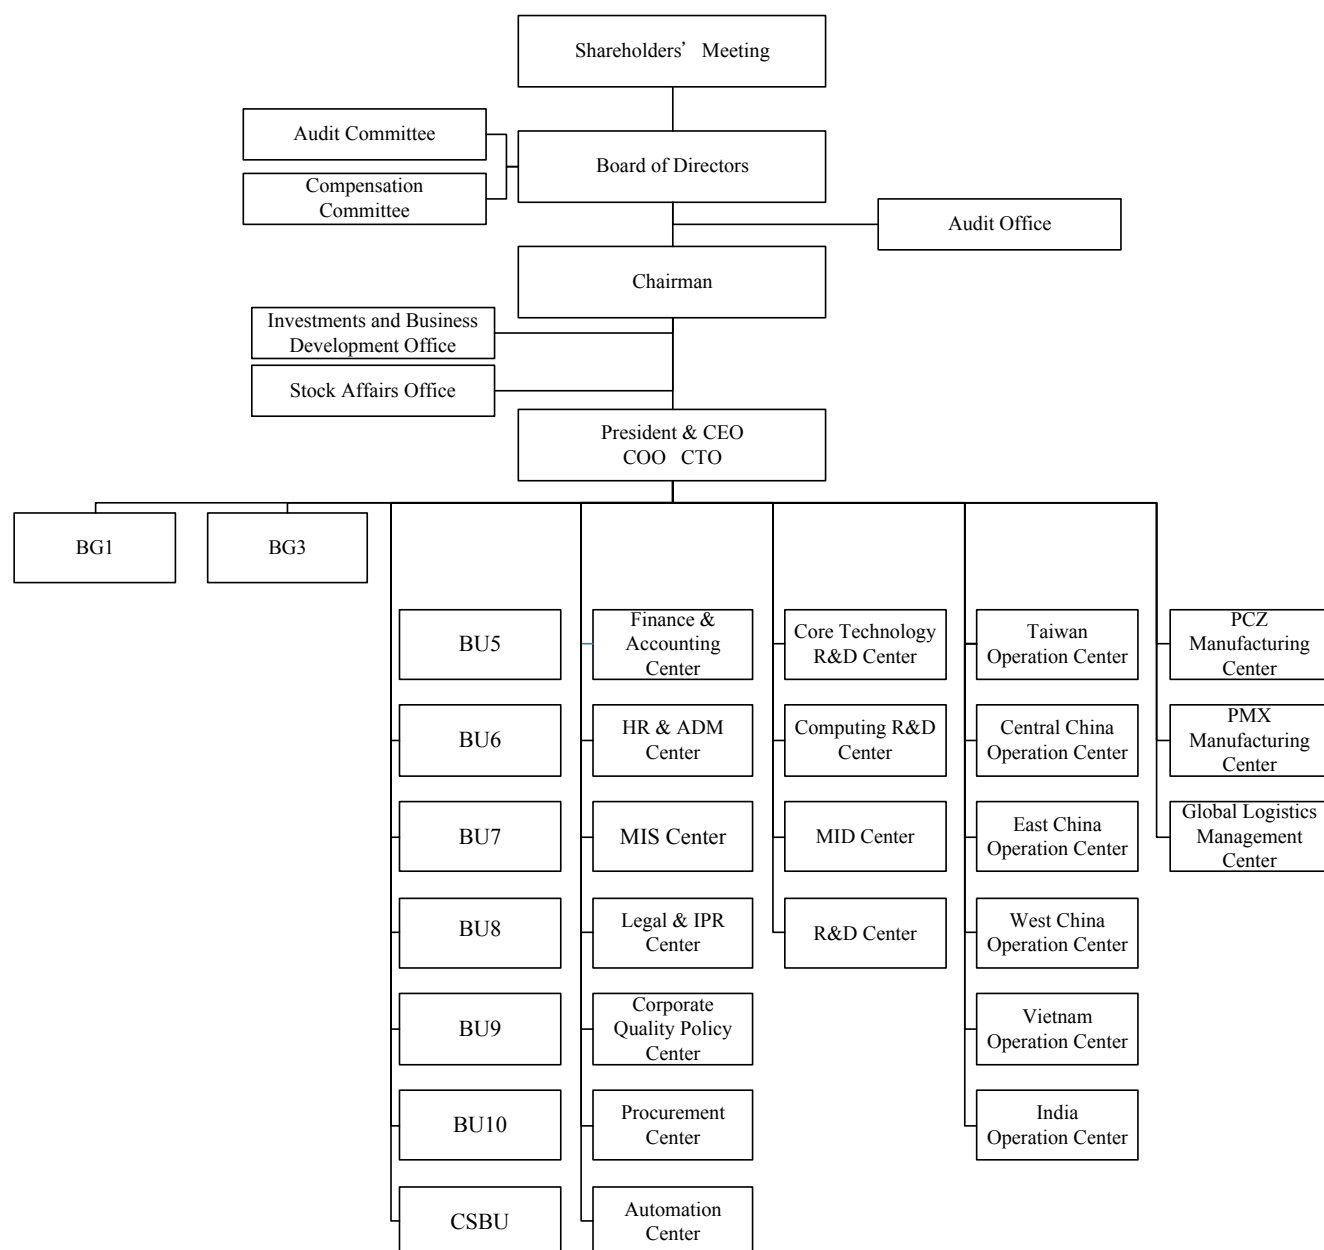 Shareholders’ Meeting
Audit Committee
Board of Directors
Compensation
Committee
Audit Office
Chairman
Investments and Business
Development Office
Stock Affairs Office
President & CEO
COO CTO
BG1
BG3
BU5
Finance &
Accounting
Center
Core Technology
R&D Center
Taiwan
Operation Center
PCZ
Manufacturing
Center
BU6
HR & ADM
Center
Computing R&D
Center
Central China
Operation Center
PMX
Manufacturing
Center
BU7
MIS Center
MID Center
East China
Operation Center
Global Logistics
Management
Center
BU8
Legal & IPR
Center
R&D Center
West China
Operation Center
BU9
Corporate
Quality Policy
Center
Vietnam
Operation Center
BU10
Procurement
Center
India
Operation Center
CSBU
Automation
Center